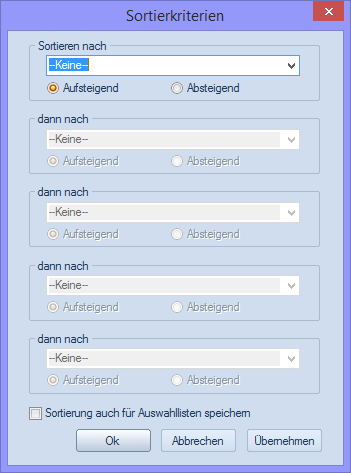 Sortierkriterien
Sortieren nach
--Keine--
Aufsteigend Absteigend
dann nach
--Keine--
Aufsteigend Absteigend
dann nach
--Keine--
Aufsteigend Absteigend
dann nach
--Keine--
Aufsteigend Absteigend
dann nach
--Keine--
Aufsteigend Absteigend
Sortierung auch für Auswahllisten speichern
Ok Abbrechen Übernehmen